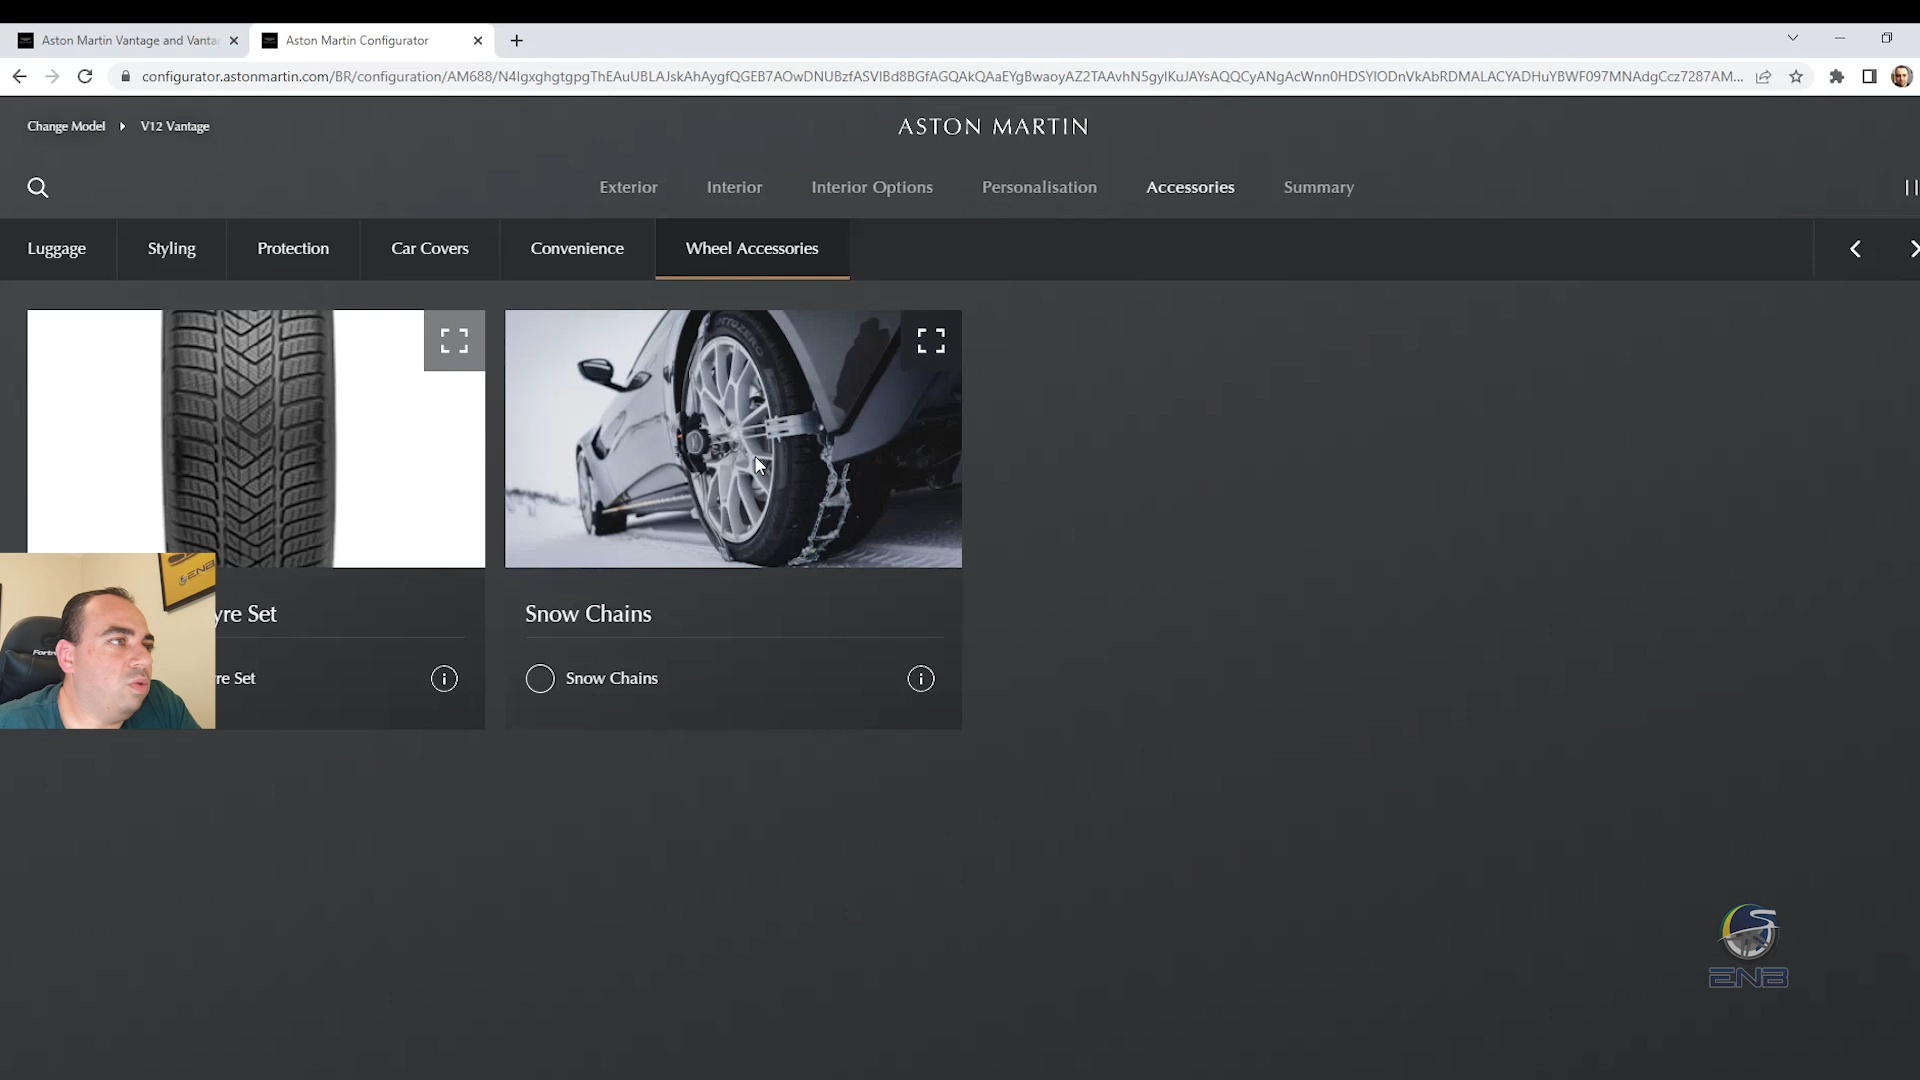 Aston Martin Vantage and Vanta
Aston Martin Configurator
configurator.astonmartin.com/BR/configuration/AM688/N4IgxghgtgpgThEAuUBLAJskAhAygfQGEB7AOwDNUBzfASVIBd8BGfAGQAkQAaEYgBwaoyAZ2TAAvhN5gyIKuJAYsAQQCyANgAcWnn0HDSYIODnVkAbRDMALACYADHuYBWF097MNAdgCcz7287AM...
Change Model
V12 Vantage
ASTON MARTIN
Exterior
Interior
Interior Options
Personalisation
Accessories
Summary
Luggage
Styling
Protection
Car Covers
Convenience
Wheel Accessories
yre Set
Snow Chains
re Set
Snow Chains
ENB
ENB